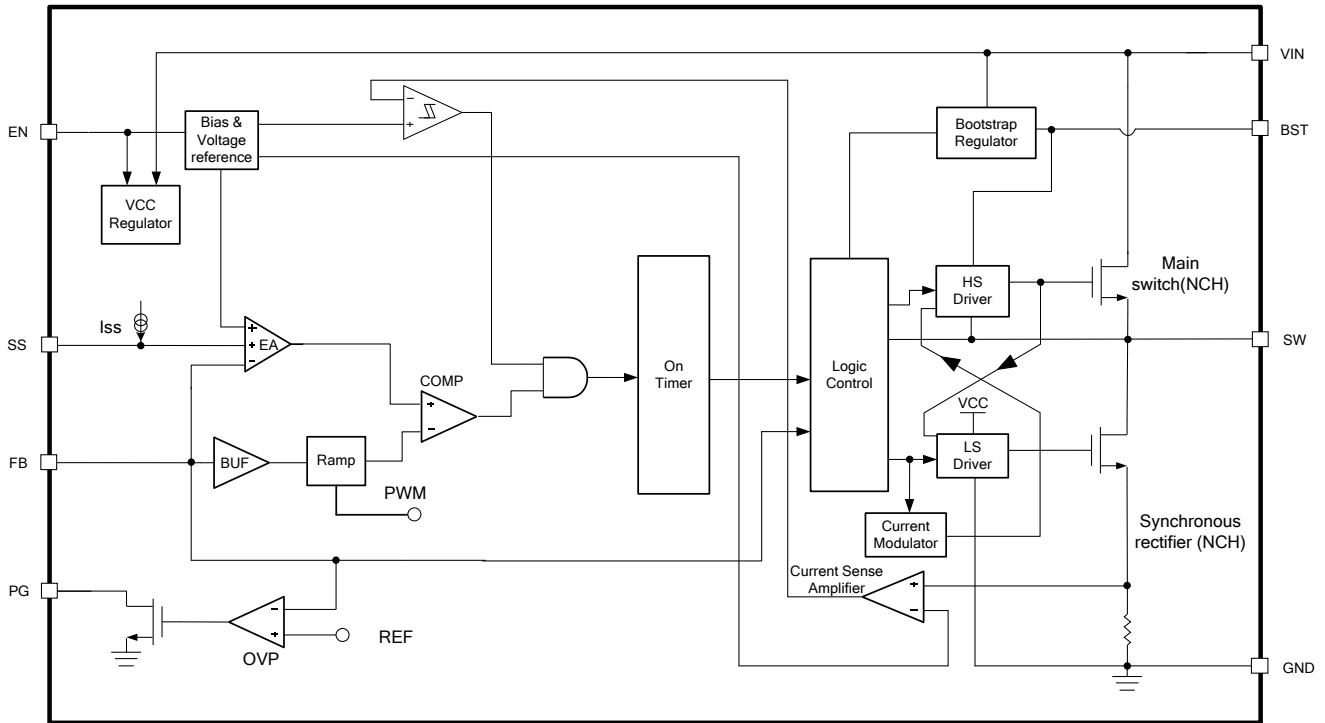 VIN
EN
Bias &
Voltage
reference
−
+
Bootstrap
Regulator
BST
VCC
Regulator
Main
switch(NCH)
HS
Driver
Iss
SS
+
+
−
EA
On
Timer
Logic
Control
SW
COMP
+
−
VCC
LS
Driver
FB
BUF
Ramp
PWM
Current
Modulator
Synchronous
rectifier (NCH)
Current Sense
Amplifier
+
−
PG
−
+
REF
OVP
GND